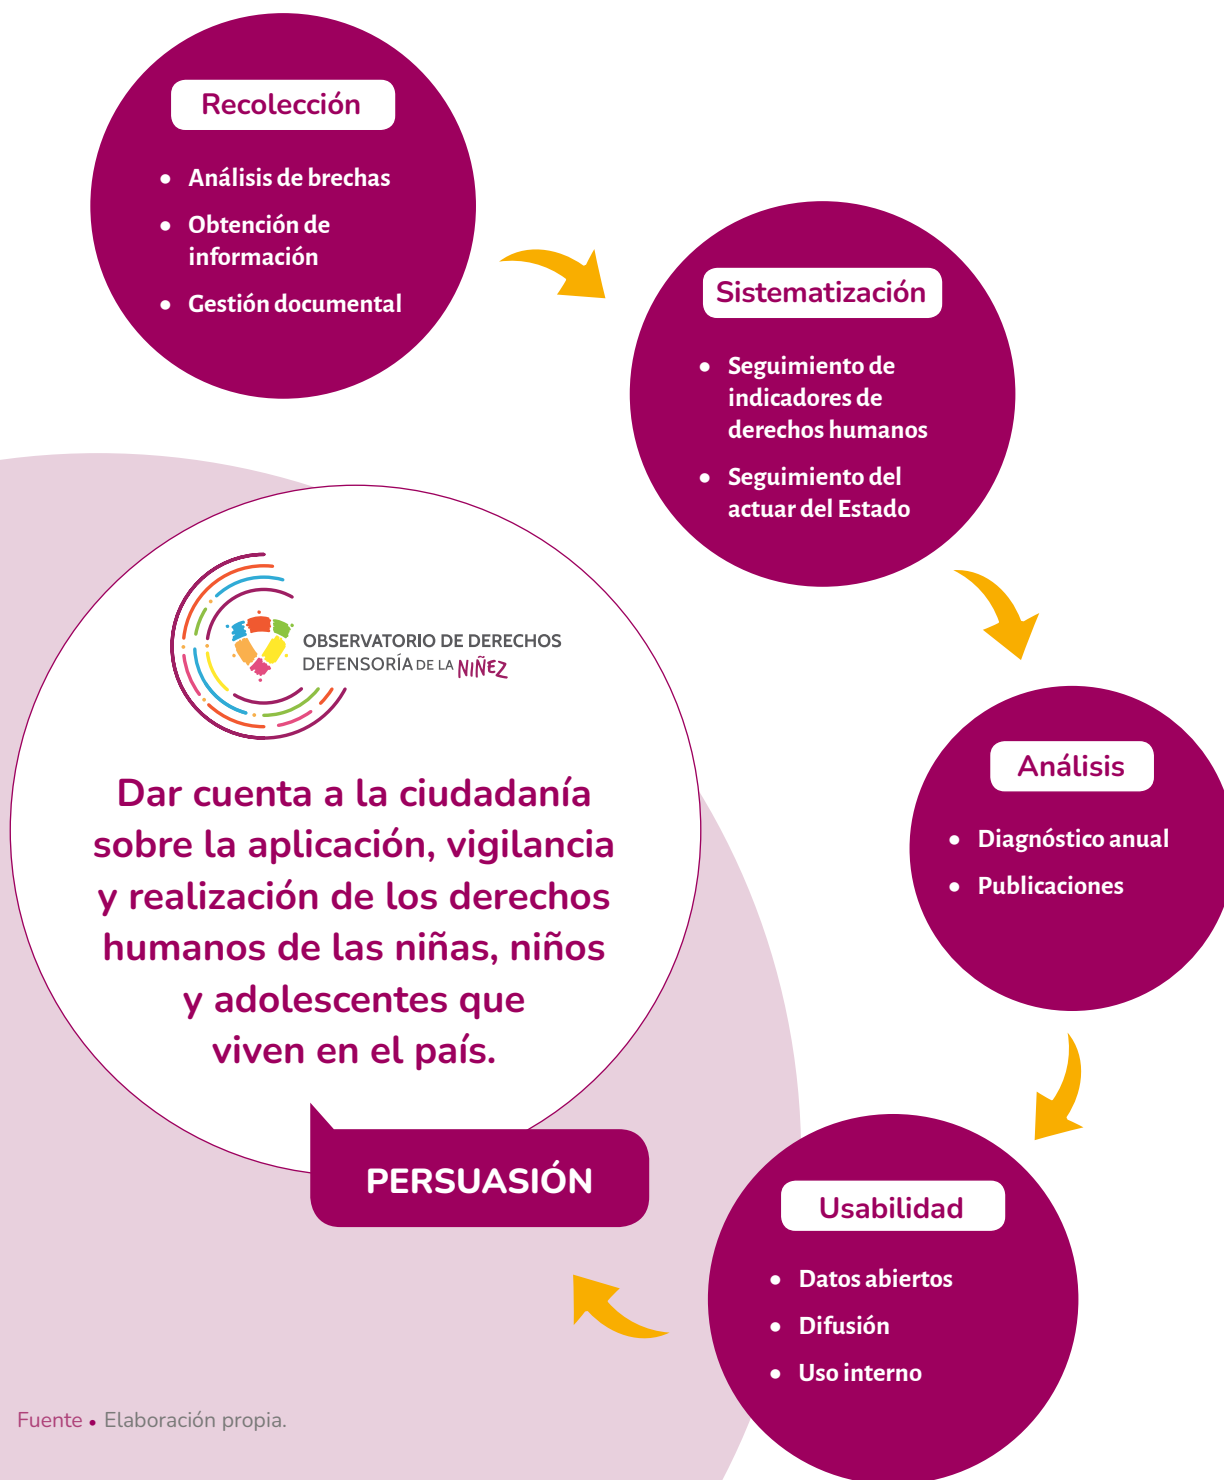 Recolección
• Análisis de brechas
• Obtención de
información
• Gestión documental
Sistematización
• Seguimiento de
indicadores de
derechos humanos
• Seguimiento del
actuar del Estado
Análisis
• Diagnóstico anual
• Publicaciones
Usabilidad
• Datos abiertos
• Difusión
• Uso interno
PERSUASIÓN
OBSERVATORIO DE DERECHOS
DEFENSORÍA DE LA NIÑEZ
Dar cuenta a la ciudadanía
sobre la aplicación, vigilancia
y realización de los derechos
humanos de las niñas, niños
y adolescentes que
viven en el país.
Fuente • Elaboración propia.